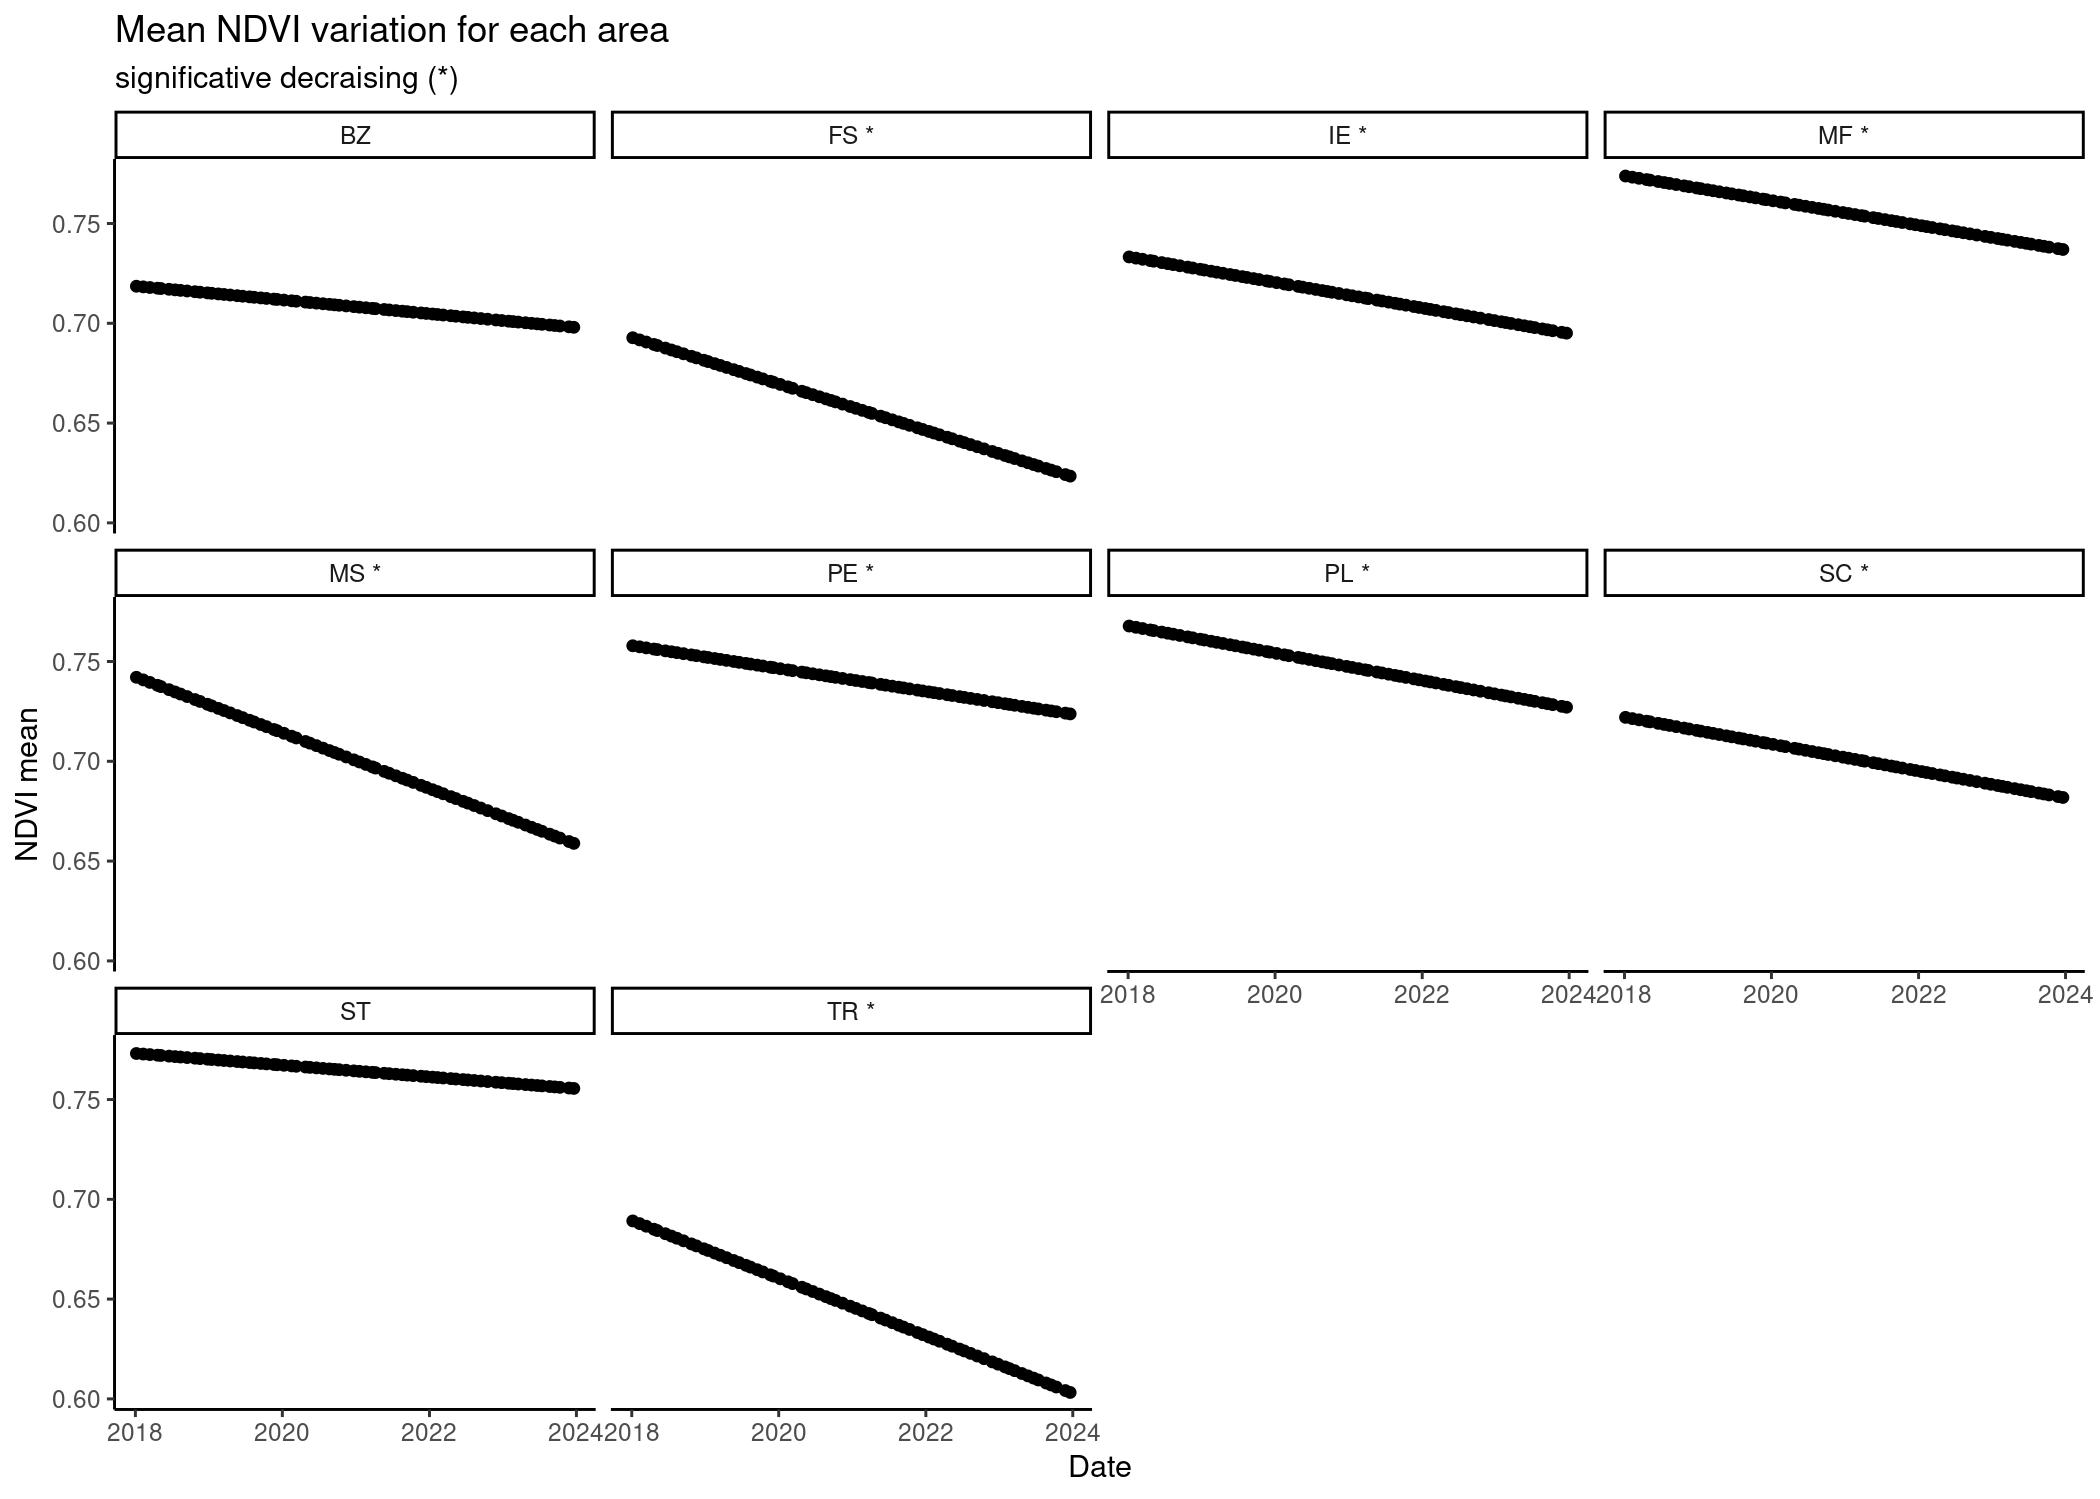 Mean NDVI variation for each area
significative decraising (*)
BZ
FS *
IE *
MF *
0.75
0.70
0.65
0.60
MS *
PE *
PL *
SC *
0.75
0.70
0.65
0.60
2018 2020 2022 2024
2018 2020 2022 2024
ST
TR *
0.75
0.70
0.65
0.60
2018 2020 2022 2024
2018 2020 2022 2024
NDVI mean
Date